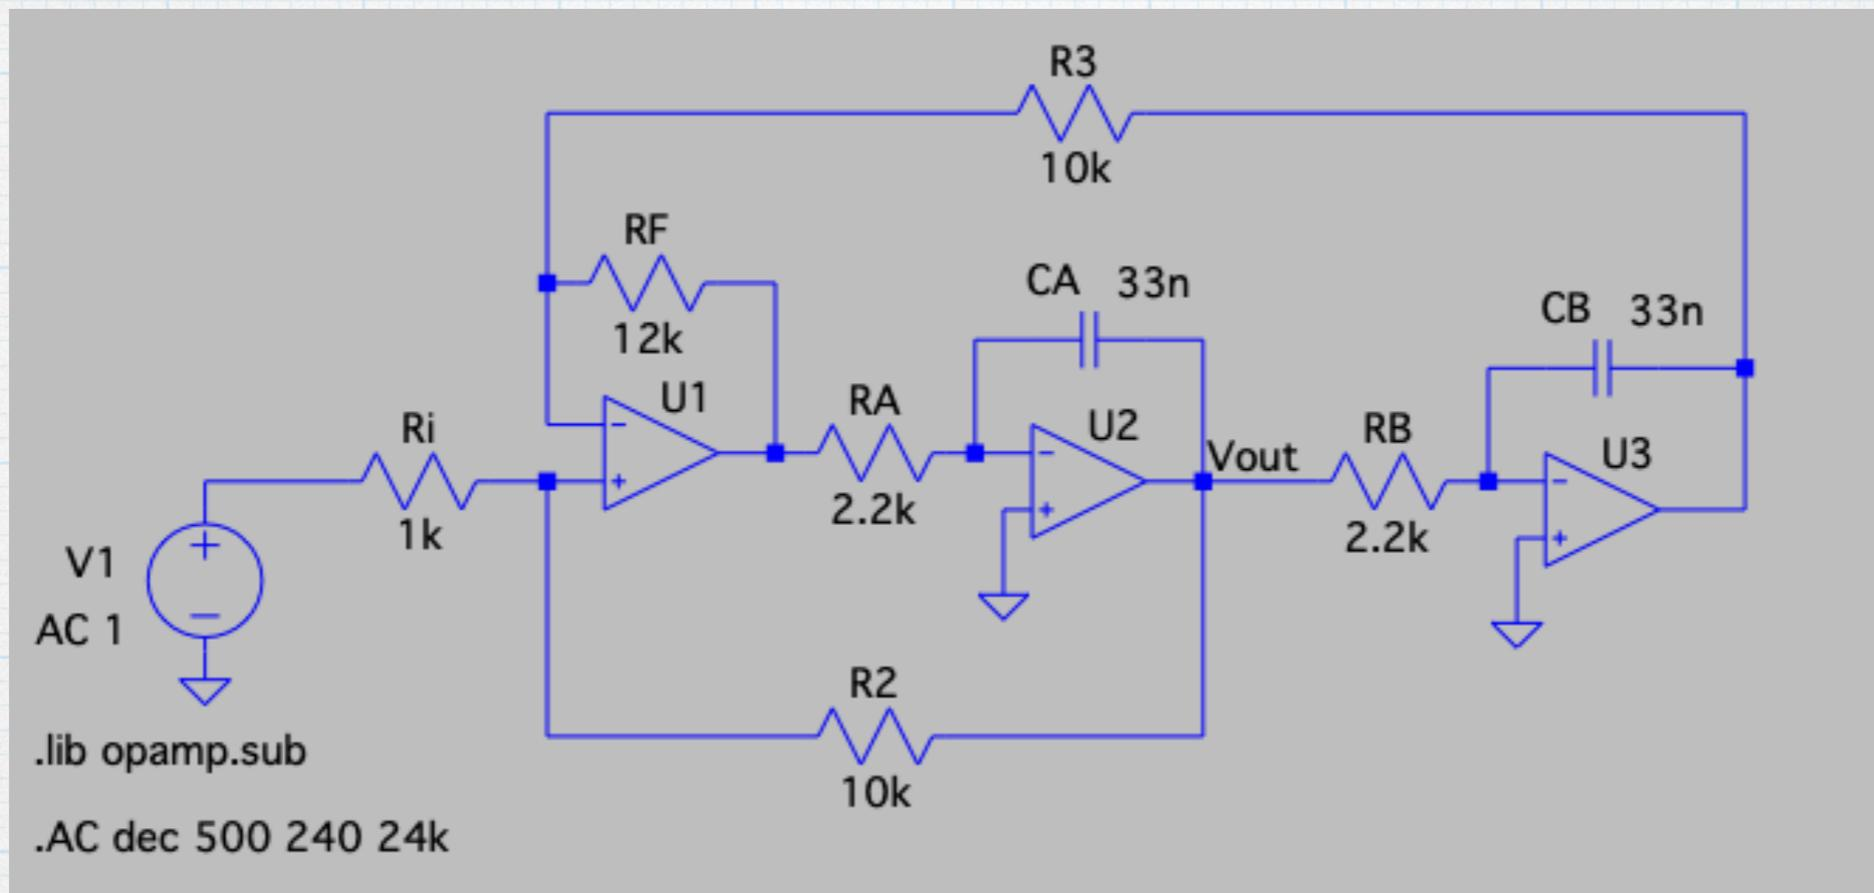 R3
10k
RF
12k
CA 33n
CB 33n
U1
RA
2.2k
U2
Vout
RB
2.2k
U3
Ri
1k
V1
AC 1
R2
10k
.lib opamp.sub
.AC dec 500 240 24k